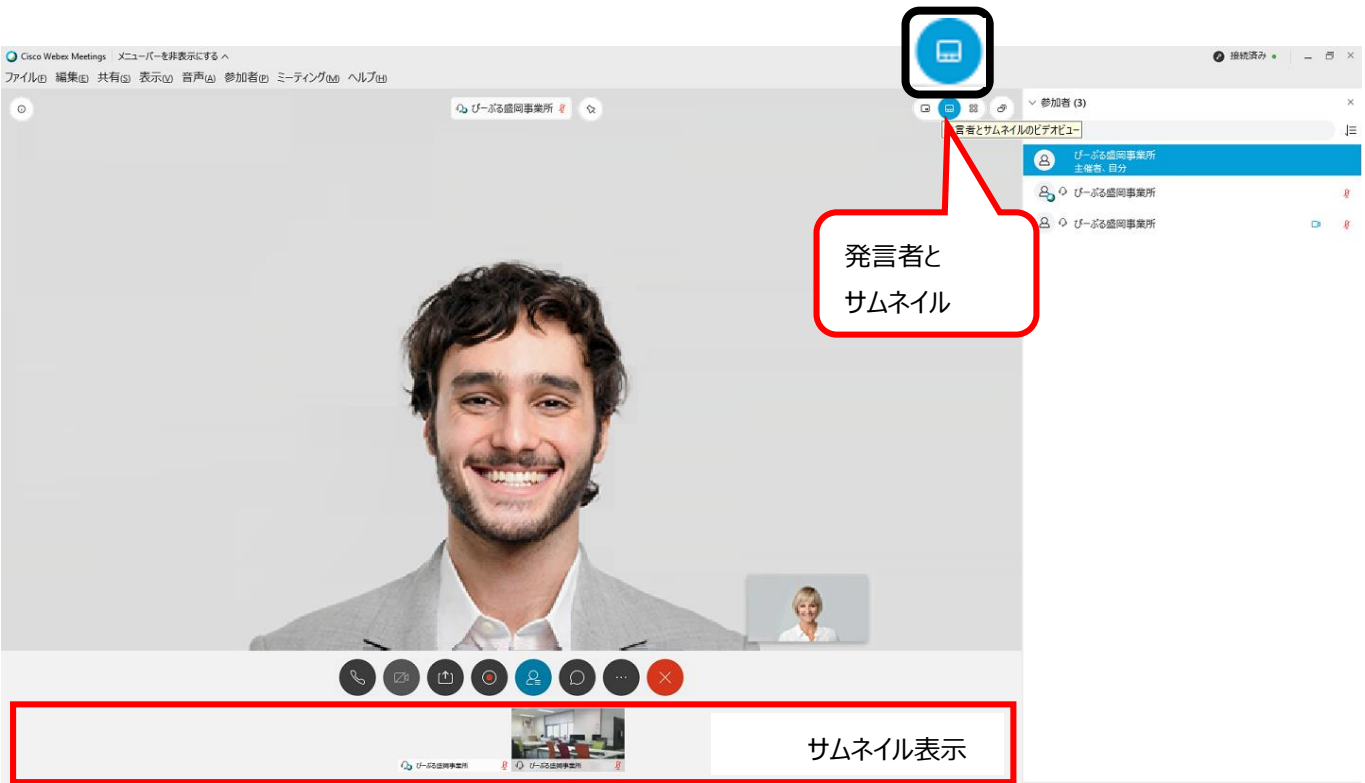 Cisco Webex Meetings メニューバーを非表示にする へ
接続済み
ファイル(F) 編集(E) 共有(S) 表示(V) 音声(A) 参加者(P) ミーティング(M) ヘルプ(H)
ぴーぷる盛岡事業所
参加者 (3)
言者とサムネイルのビデオビュー
ぴーぷる盛岡事業所
主催者、自分
ぴーぷる盛岡事業所
ぴーぷる盛岡事業所
発言者と
サムネイル
サムネイル表示
ぴーぷる盛岡事業所
ぴーぷる盛岡事業所